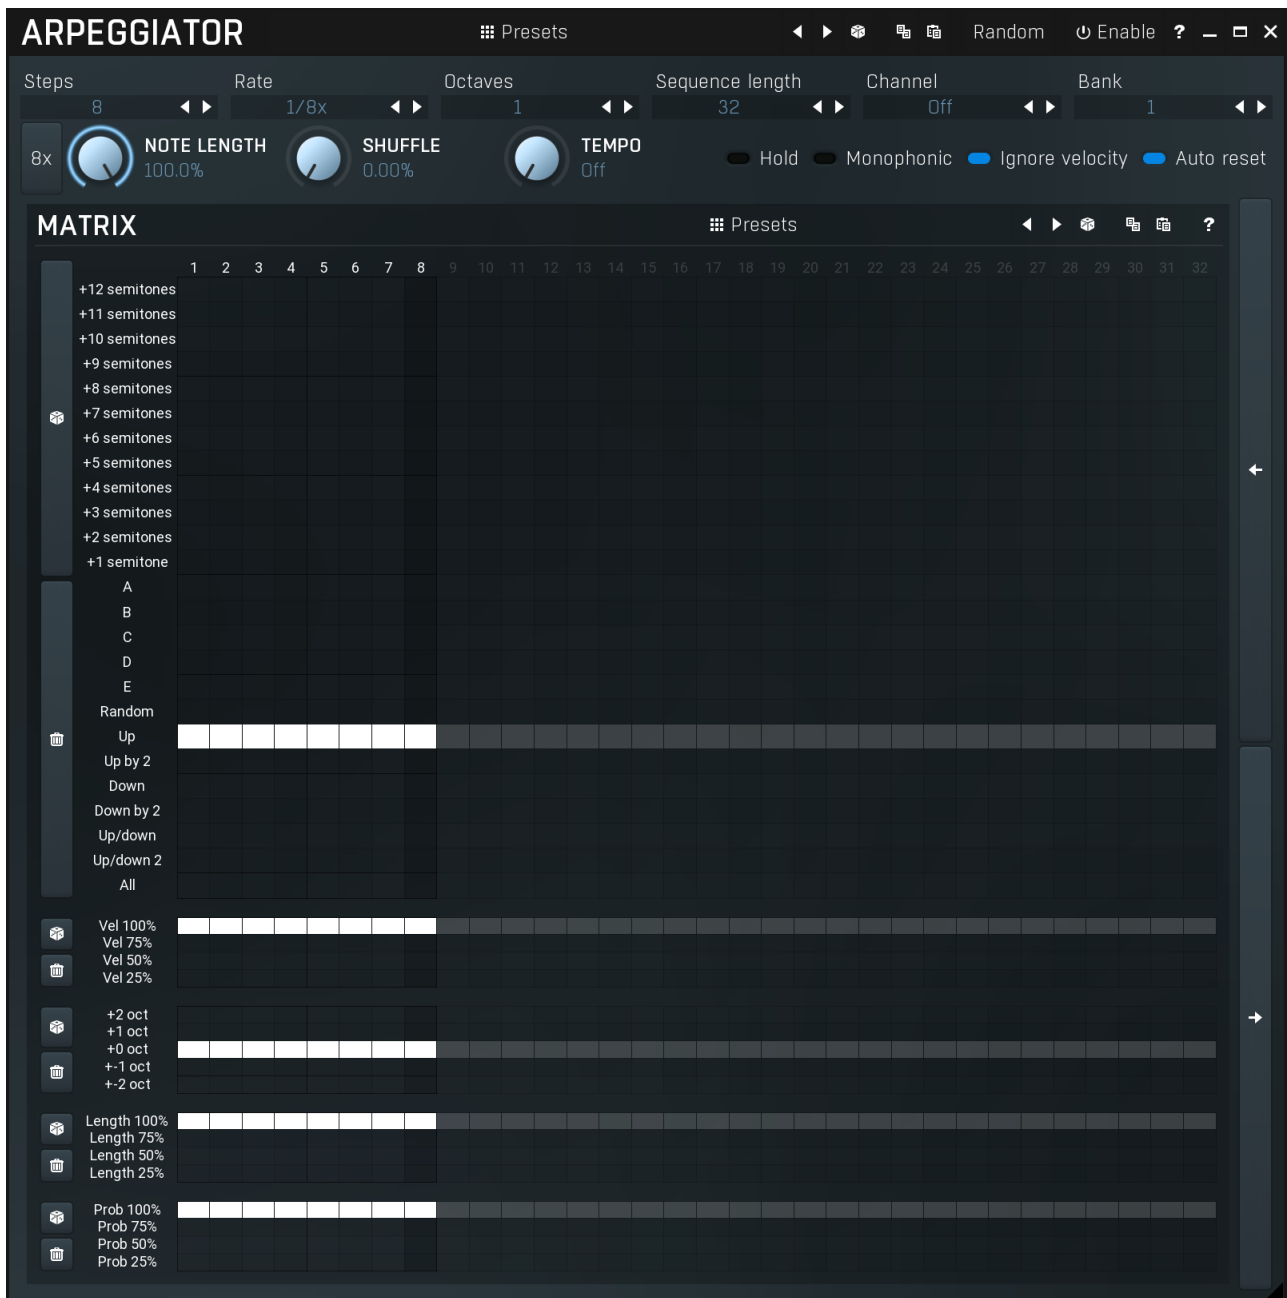 ARPEGGIATOR Presets Random Enable ?
Steps Rate Octaves Sequence length Channel Bank
8 1/8x 1 32 Off 1
8x NOTE LENGTH 100.0% SHUFFLE 0.00% TEMPO Off Hold Monophonic Ignore velocity Auto reset
MATRIX Presets ?
1 2 3 4 5 6 7 8 9 10 11 12 13 14 15 16 17 18 19 20 21 22 23 24 25 26 27 28 29 30 31 32
+12 semitones
+11 semitones
+10 semitones
+9 semitones
+8 semitones
+7 semitones
+6 semitones
+5 semitones
+4 semitones
+3 semitones
+2 semitones
+1 semitone
A
B
C
D
E
Random
Up
Up by 2
Down
Down by 2
Up/down
Up/down 2
All
Vel 100%
Vel 75%
Vel 50%
Vel 25%
+2 oct
+1 oct
+0 oct
+-1 oct
+-2 oct
Length 100%
Length 75%
Length 50%
Length 25%
Prob 100%
Prob 75%
Prob 50%
Prob 25%